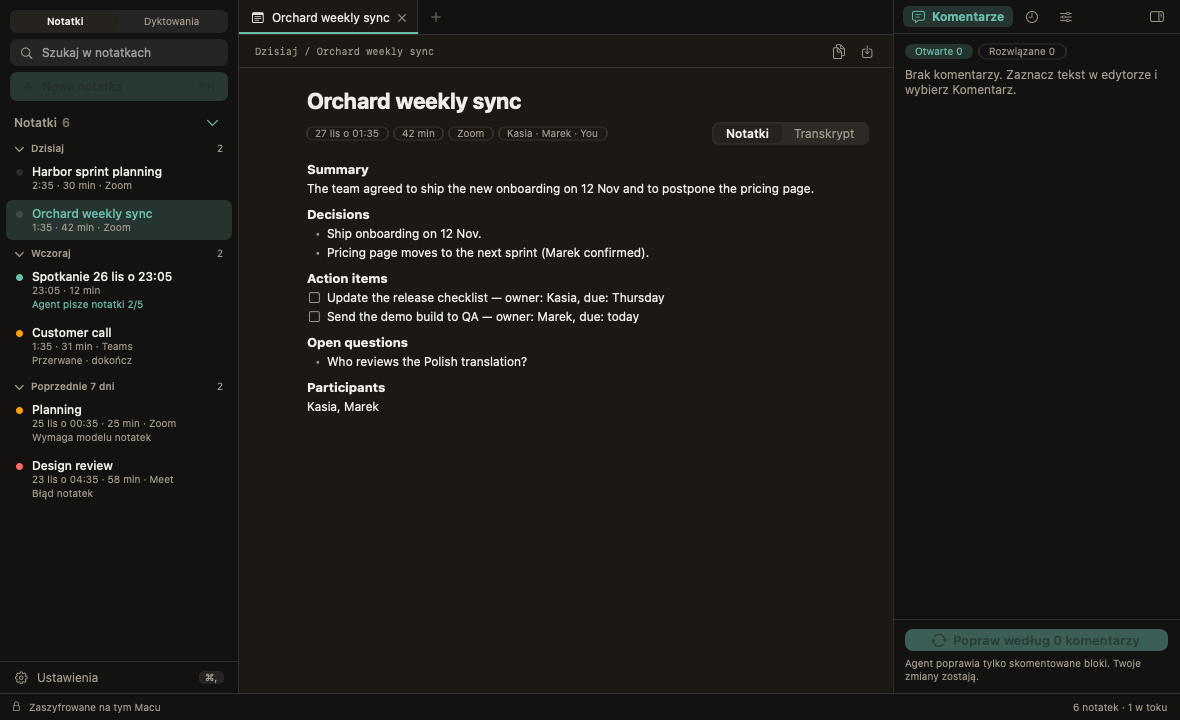 Notatki
Dyktowania
Szukaj w notatkach
+ Nowa notatka ⌘N
Notatki 6
Dzisiaj 2
Harbor sprint planning
2:35 · 30 min · Zoom
Orchard weekly sync
1:35 · 42 min · Zoom
Wczoraj 2
Spotkanie 26 lis o 23:05
23:05 · 12 min
Agent pisze notatki 2/5
Customer call
1:35 · 31 min · Teams
Przerwane · dokończ
Poprzednie 7 dni 2
Planning
25 lis o 00:35 · 25 min · Zoom
Wymaga modelu notatek
Design review
23 lis o 04:35 · 58 min · Meet
Błąd notatek
Ustawienia ⌘,
Zaszyfrowane na tym Macu
Orchard weekly sync
Dzisiaj / Orchard weekly sync
Orchard weekly sync
27 lis o 01:35
42 min
Zoom
Kasia · Marek · You
Notatki
Transkrypt
Summary
The team agreed to ship the new onboarding on 12 Nov and to postpone the pricing page.
Decisions
• Ship onboarding on 12 Nov.
• Pricing page moves to the next sprint (Marek confirmed).
Action items
Update the release checklist — owner: Kasia, due: Thursday
Send the demo build to QA — owner: Marek, due: today
Open questions
• Who reviews the Polish translation?
Participants
Kasia, Marek
Komentarze
Otwarte 0
Rozwiązane 0
Brak komentarzy. Zaznacz tekst w edytorze i
wybierz Komentarz.
Popraw według 0 komentarzy
Agent poprawia tylko skomentowane bloki. Twoje
zmiany zostają.
6 notatek · 1 w toku